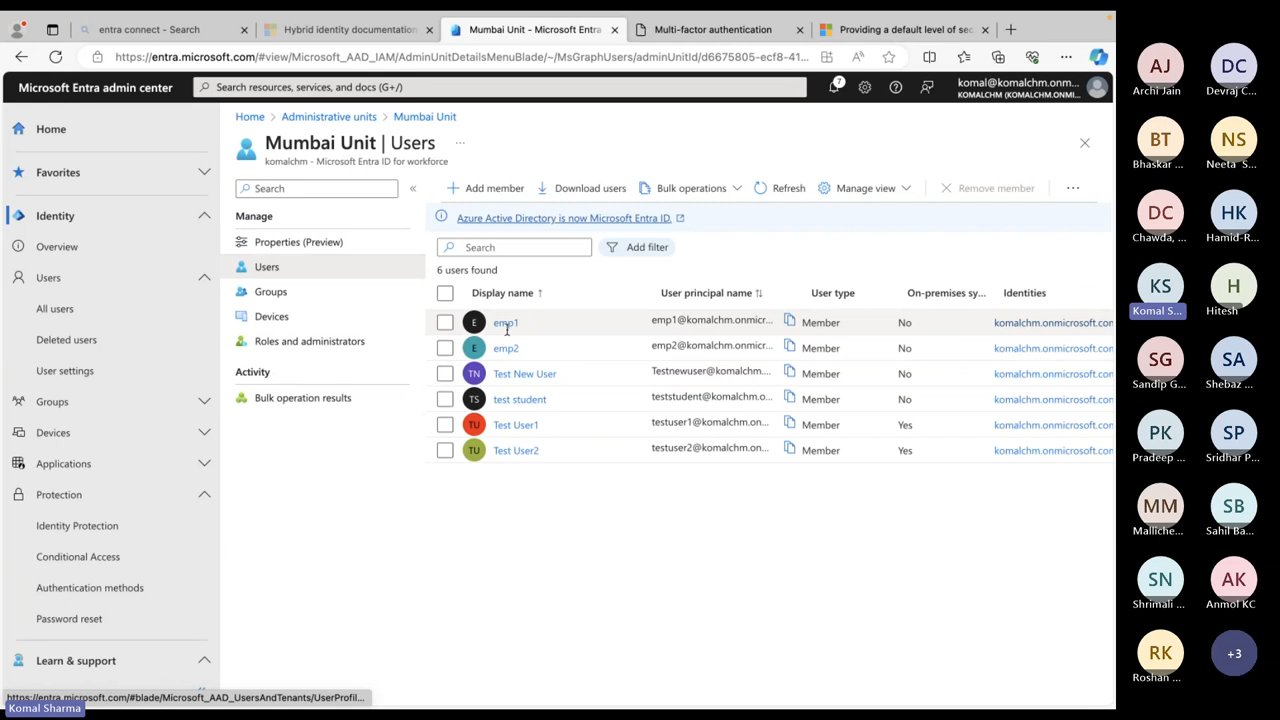 entra connect - Search
Hybrid identity documentation
Mumbai Unit - Microsoft Entra
Multi-factor authentication
Providing a default level of sec
https://entra.microsoft.com/#view/Microsoft_AAD_IAM/AdminUnitDetailsMenuBlade/~/MsGraphUsers/adminUnitId/d6675805-ecf8-41...
Microsoft Entra admin center
Search resources, services, and docs (G+/)
7
komal@komalchm.onm...
KOMALCHM (KOMALCHM.ONMI...
Home
Favorites
Identity
Overview
Users
All users
Deleted users
User settings
Groups
Devices
Applications
Protection
Identity Protection
Conditional Access
Authentication methods
Password reset
Learn & support
https://entra.microsoft.com/#blade/Microsoft_AAD_UsersAndTenants/UserProfil...
Komal Sharma
Home > Administrative units > Mumbai Unit
Mumbai Unit | Users ...
komalchm - Microsoft Entra ID for workforce
Search
Manage
Properties (Preview)
Users
Groups
Devices
Roles and administrators
Activity
Bulk operation results
Add member Download users Bulk operations Refresh Manage view Remove member ...
Azure Active Directory is now Microsoft Entra ID.
Search Add filter
6 users found
Display name ↑ User principal name ↑↓ User type On-premises sy... Identities
E emp1 emp1@komalchm.onmicr... Member No komalchm.onmicrosoft.com
E emp2 emp2@komalchm.onmicr... Member No komalchm.onmicrosoft.com
TN Test New User Testnewuser@komalchm.... Member No komalchm.onmicrosoft.com
TS test student teststudent@komalchm.o... Member No komalchm.onmicrosoft.com
TU Test User1 testuser1@komalchm.on... Member Yes komalchm.onmicrosoft.com
TU Test User2 testuser2@komalchm.on... Member Yes komalchm.onmicrosoft.com
AJ DC
Archi Jain Devraj C...
BT NS
Bhaskar ... Neeta S...
DC HK
Chawda, ... Hamid-R...
KS H
Komal S... Hitesh
SG SA
Sandip G... Shebaz ...
PK SP
Pradeep ... Sridhar P...
MM SB
Malliche... Sahil Ba...
SN AK
Shrimali ... Anmol KC
RK +3
Roshan ...